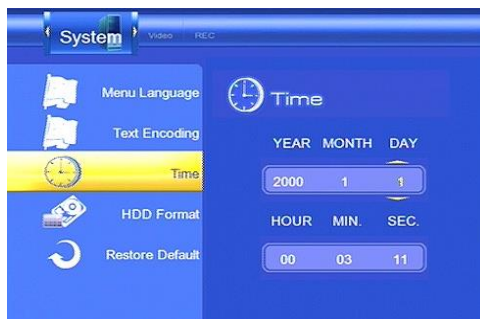 System Video REC
Menu Language
Text Encoding
Time
HDD Format
Restore Default
Time
YEAR MONTH DAY
2000 1 1
HOUR MIN. SEC.
00 03 11